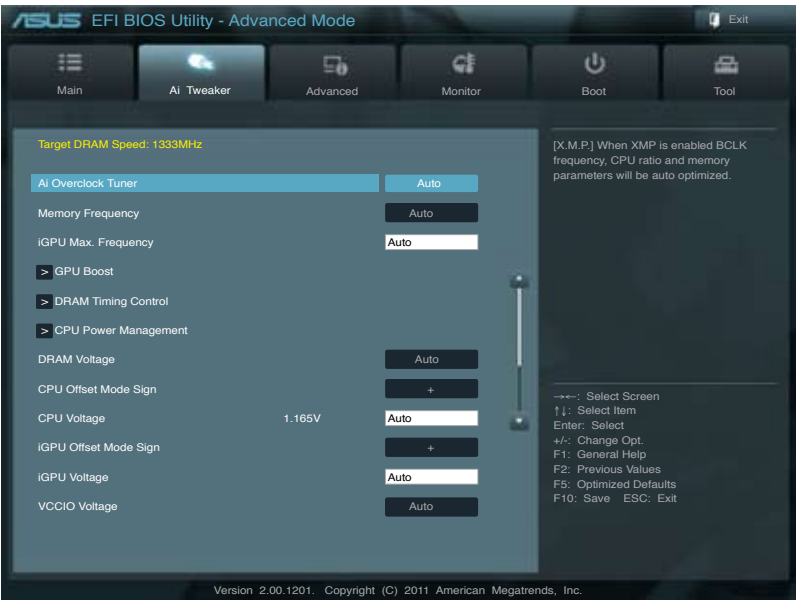 ASUS EFI BIOS Utility - Advanced Mode
Exit
Main
Ai Tweaker
Advanced
Monitor
Boot
Tool
Target DRAM Speed: 1333MHz
Ai Overclock Tuner Auto
Memory Frequency Auto
iGPU Max. Frequency Auto
> GPU Boost
> DRAM Timing Control
> CPU Power Management
DRAM Voltage Auto
CPU Offset Mode Sign +
CPU Voltage 1.165V Auto
iGPU Offset Mode Sign +
iGPU Voltage Auto
VCCIO Voltage Auto
[X.M.P.] When XMP is enabled BCLK
frequency, CPU ratio and memory
parameters will be auto optimized.
→←: Select Screen
↑↓: Select Item
Enter: Select
+/-: Change Opt.
F1: General Help
F2: Previous Values
F5: Optimized Defaults
F10: Save ESC: Exit
Version 2.00.1201. Copyright (C) 2011 American Megatrends, Inc.